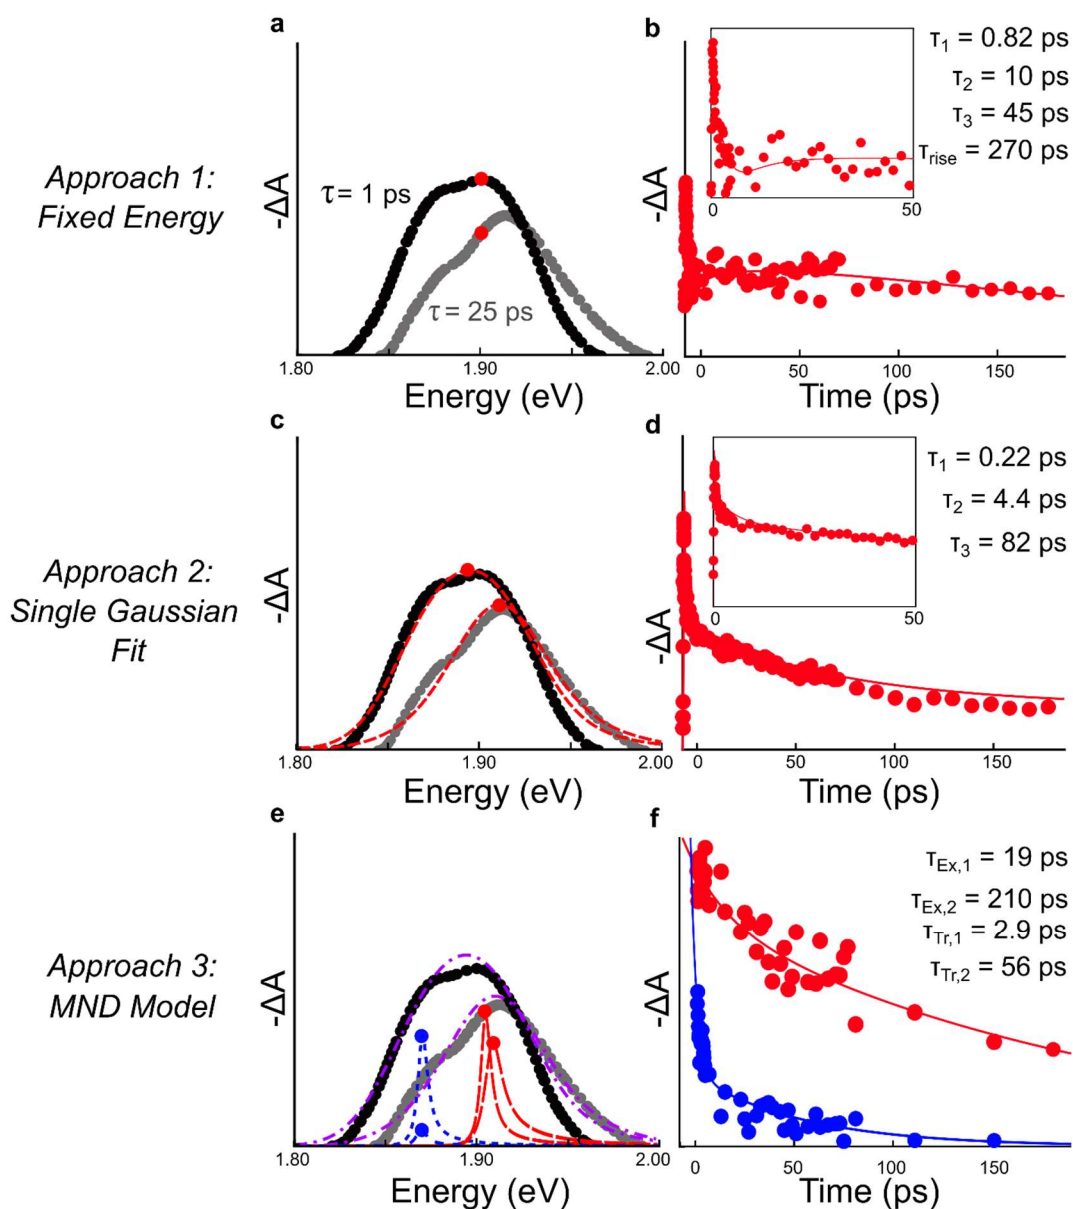 a
b
τ1 = 0.82 ps
τ2 = 10 ps
τ3 = 45 ps
τrise = 270 ps
0
50
Approach 1:
Fixed Energy
-ΔA
τ = 1 ps
τ = 25 ps
-ΔA
1.80
1.90
2.00
Energy (eV)
0
50
100
150
Time (ps)
c
d
τ1 = 0.22 ps
τ2 = 4.4 ps
τ3 = 82 ps
0
50
Approach 2:
Single Gaussian
Fit
-ΔA
-ΔA
1.80
1.90
2.00
Energy (eV)
0
50
100
150
Time (ps)
e
f
τEx,1 = 19 ps
τEx,2 = 210 ps
τTr,1 = 2.9 ps
τTr,2 = 56 ps
Approach 3:
MND Model
-ΔA
-ΔA
1.80
1.90
2.00
Energy (eV)
0
50
100
150
Time (ps)